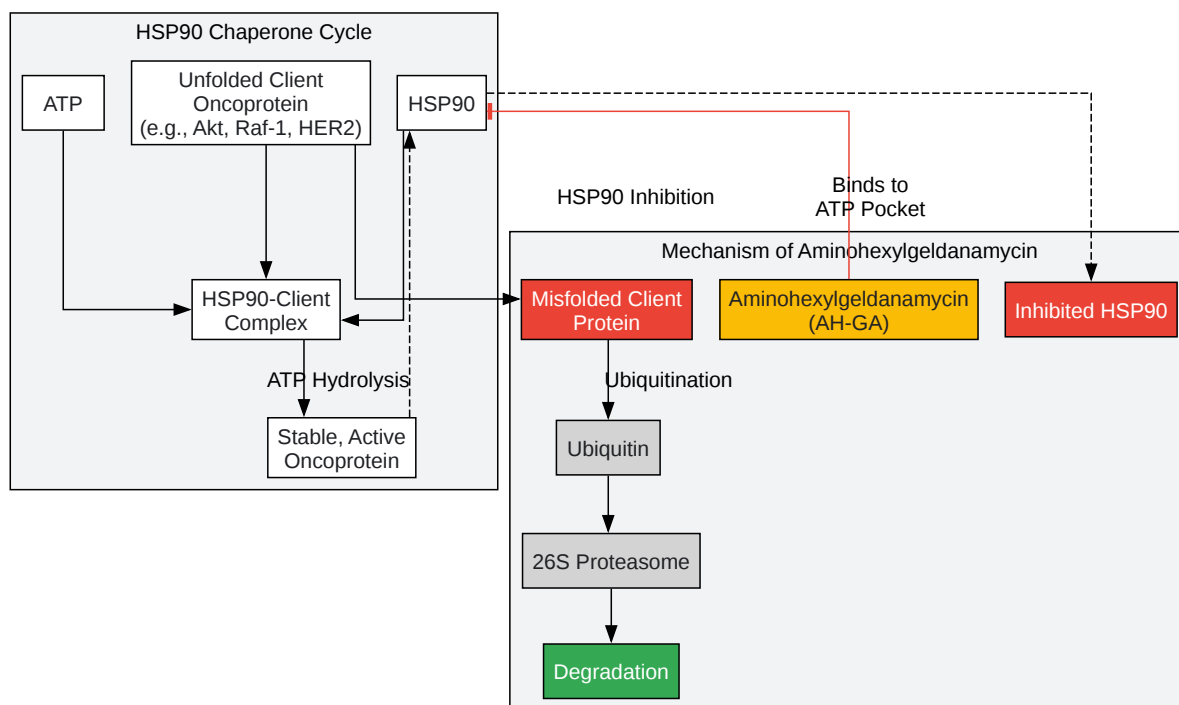 HSP90 Chaperone Cycle
ATP
Unfolded Client
Oncoprotein
(e.g., Akt, Raf-1, HER2)
HSP90
HSP90 Inhibition
Binds to
ATP Pocket
Mechanism of Aminohexylgeldanamycin
HSP90-Client
Complex
Misfolded Client
Protein
Aminohexylgeldanamycin
(AH-GA)
Inhibited HSP90
ATP Hydrolysis
Ubiquitination
Stable, Active
Oncoprotein
Ubiquitin
26S Proteasome
Degradation